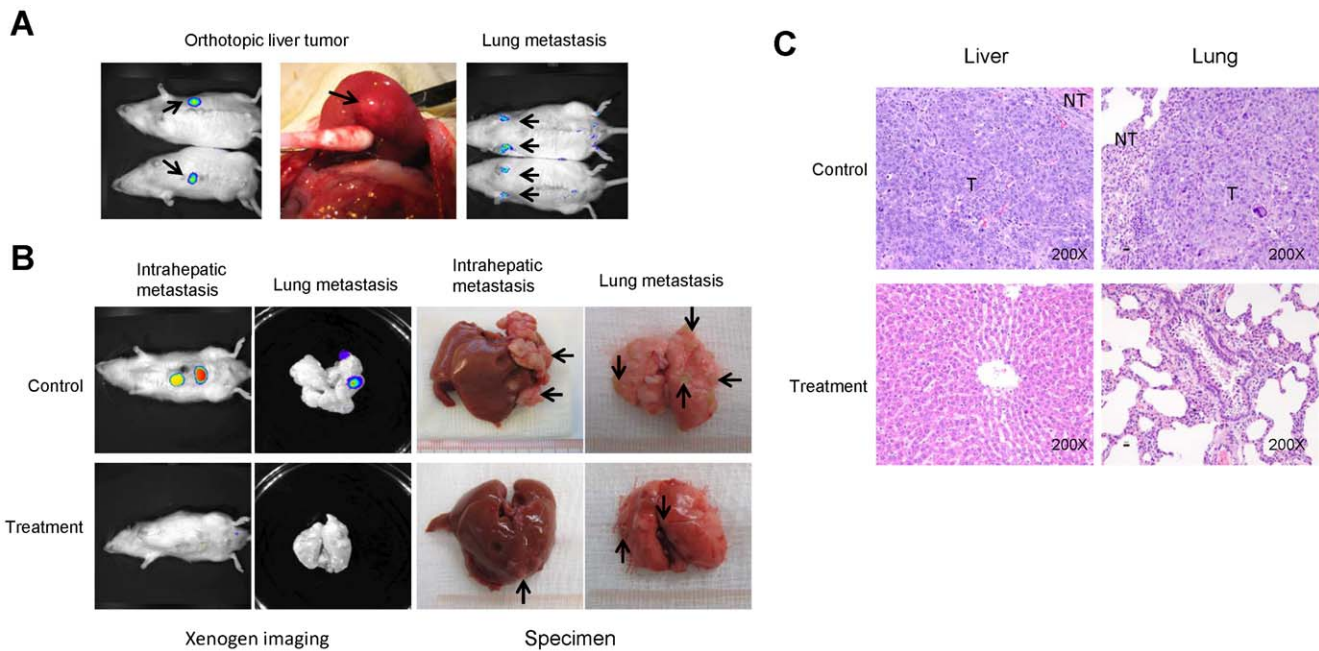 A
Orthotopic liver tumor
Lung metastasis
B
Intrahepatic
metastasis
Lung metastasis
Intrahepatic
metastasis
Lung metastasis
Control
Treatment
Xenogen imaging
Specimen
C
Liver
Lung
Control
NT
T
200X
NT
T
200X
Treatment
200X
200X